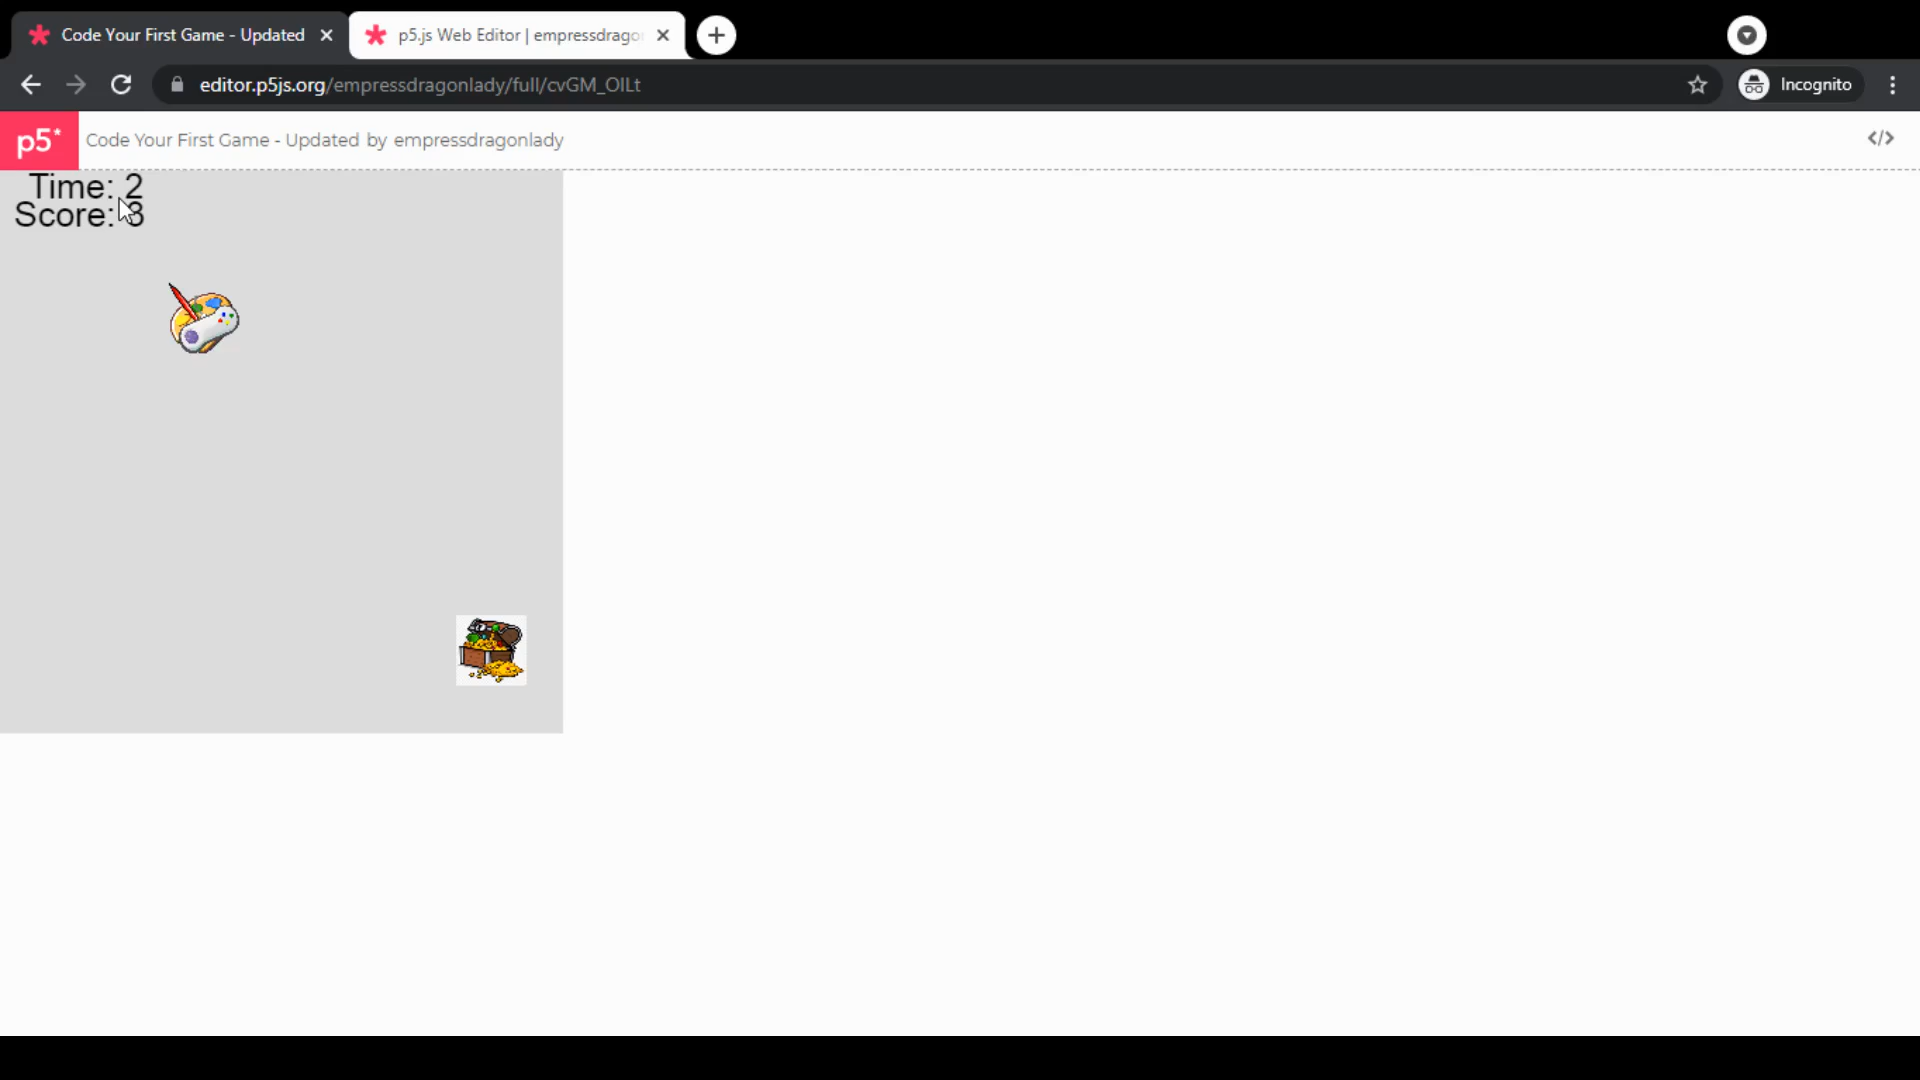 Code Your First Game - Updated
p5.js Web Editor | empressdrago
editor.p5js.org/empressdragonlady/full/cvGM_OlLt
Incognito
p5* Code Your First Game - Updated by empressdragonlady </>
Time: 2
Score: 3